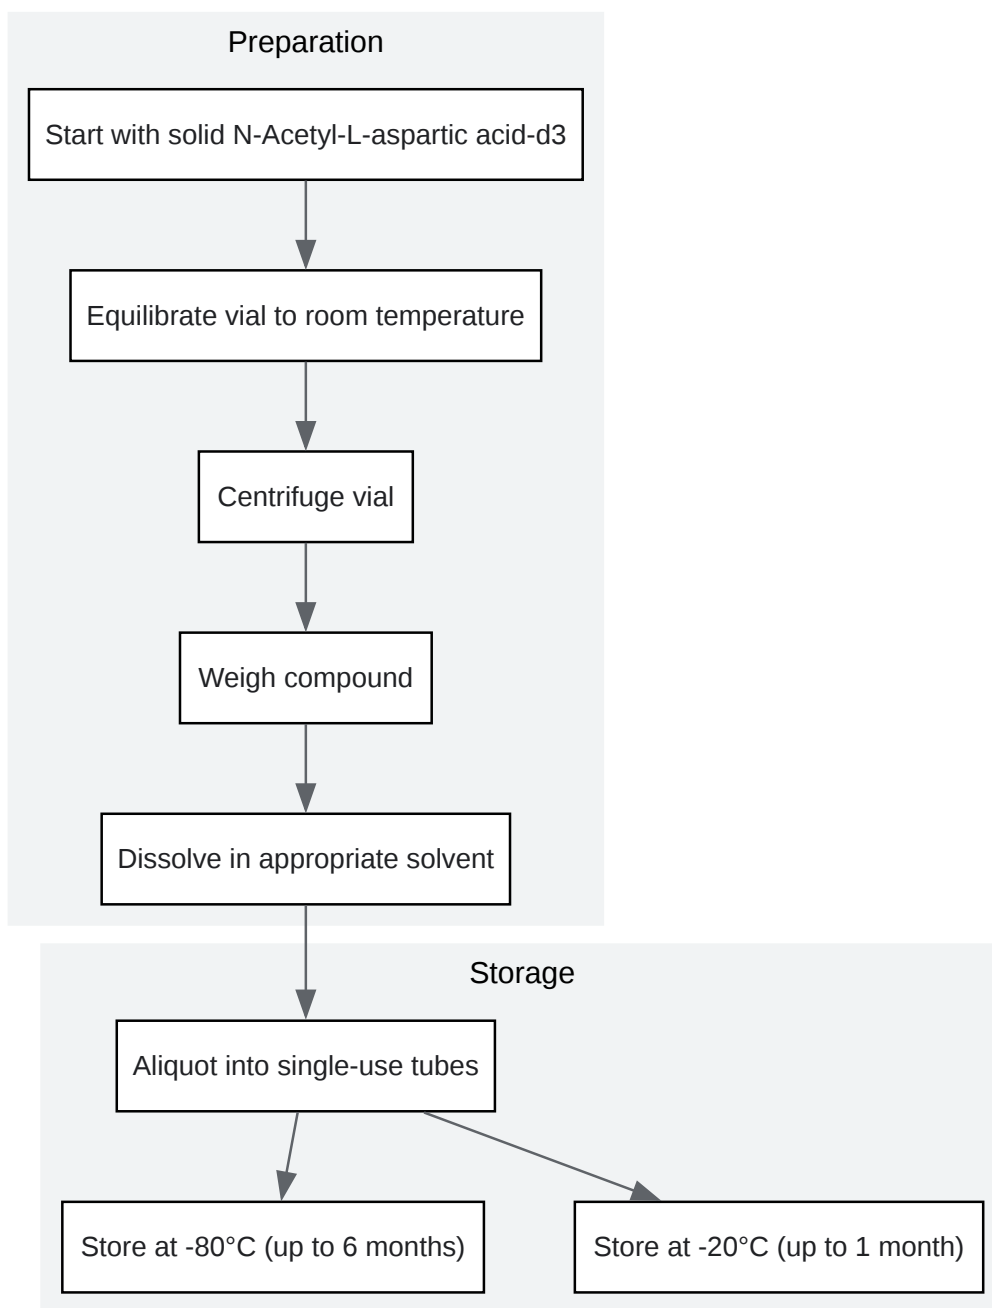 Preparation
Start with solid N-Acetyl-L-aspartic acid-d3
Equilibrate vial to room temperature
Centrifuge vial
Weigh compound
Dissolve in appropriate solvent
Storage
Aliquot into single-use tubes
Store at -80°C (up to 6 months)
Store at -20°C (up to 1 month)